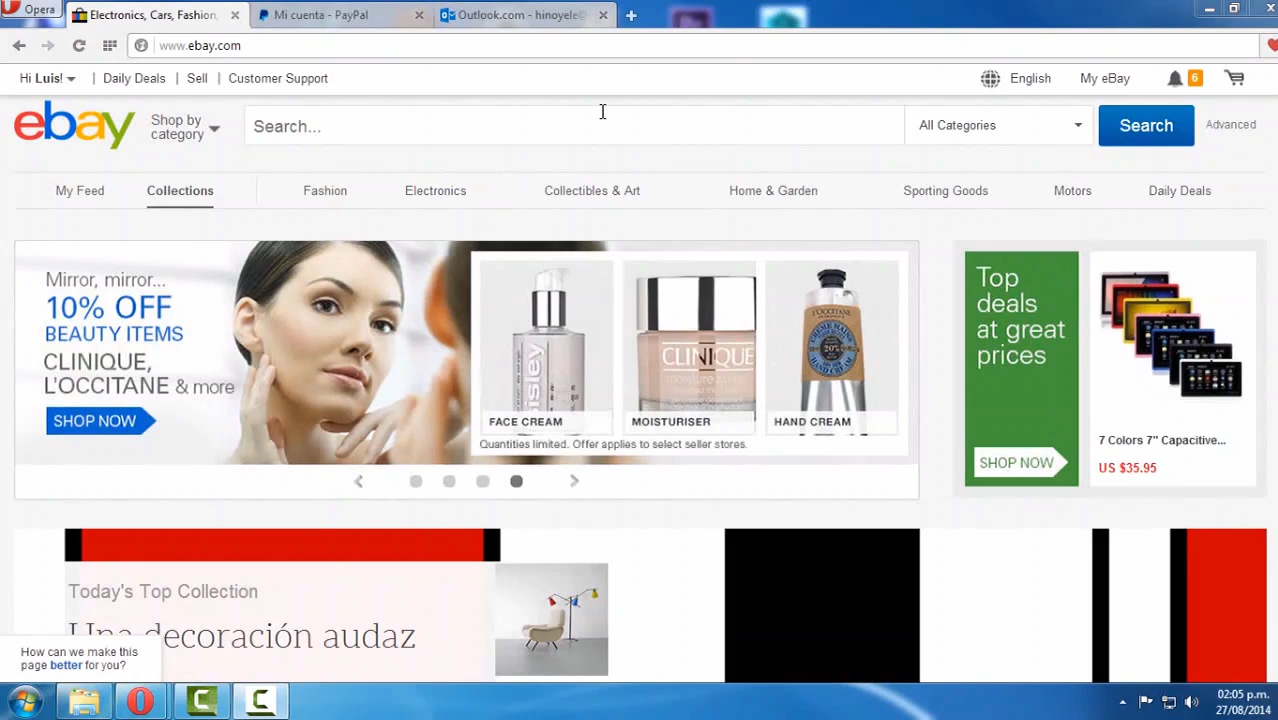 Opera
Electronics, Cars, Fashion,
Mi cuenta - PayPal
Outlook.com - hinoyele@
www.ebay.com
Hi Luis!
Daily Deals
Sell
Customer Support
English
My eBay
6
ebay
Shop by
category
Search...
All Categories
Search
Advanced
My Feed
Collections
Fashion
Electronics
Collectibles & Art
Home & Garden
Sporting Goods
Motors
Daily Deals
Mirror, mirror...
10% OFF
BEAUTY ITEMS
CLINIQUE,
L'OCCITANE & more
SHOP NOW
sisley
FACE CREAM
CLINIQUE
MOISTURISER
L'OCCITANE
20%
HAND CREAM
Quantities limited. Offer applies to select seller stores.
Top
deals
at great
prices
SHOP NOW
7 Colors 7" Capacitive...
US $35.95
Today's Top Collection
Una decoración audaz
How can we make this
page better for you?
02:05 p.m.
27/08/2014